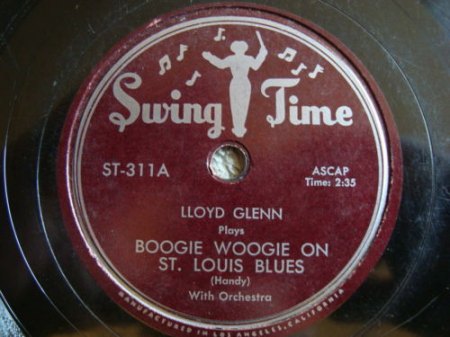 Swing Time
ST-311A
ASCAP
Time: 2:35
LLOYD GLENN
Plays
BOOGIE WOOGIE ON
ST. LOUIS BLUES
(Handy)
With Orchestra
MANUFACTURED IN LOS ANGELES, CALIFORNIA